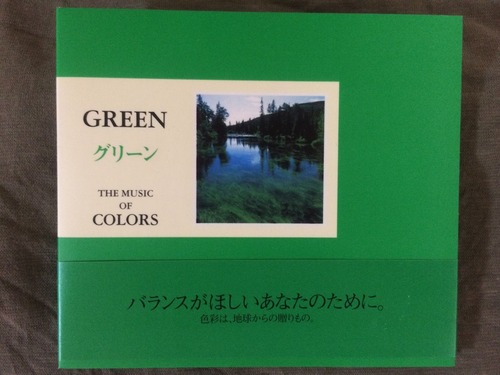 GREEN
グリーン
THE MUSIC
OF
COLORS
バランスがほしいあなたのために。
色彩は、地球からの贈りもの。